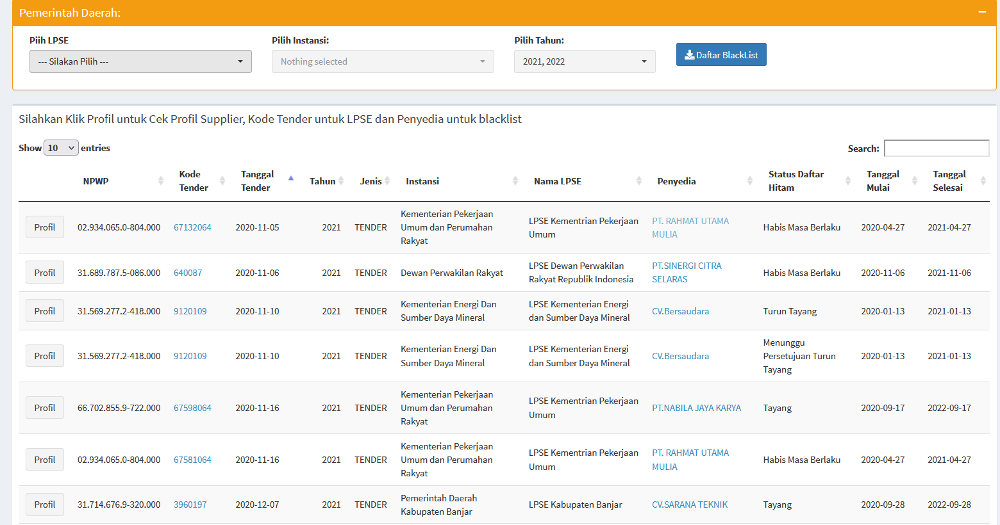 Pemerintah Daerah:
Piih LPSE
Pilih Instansi:
Pilih Tahun:
--- Silakan Pilih ---
Nothing selected
2021, 2022
Daftar BlackList
Silahkan Klik Profil untuk Cek Profil Supplier, Kode Tender untuk LPSE dan Penyedia untuk blacklist
Show 10 entries
Search:
NPWP
Kode
Tender
Tanggal
Tender
Tahun
Jenis
Instansi
Nama LPSE
Penyedia
Status Daftar
Hitam
Tanggal
Mulai
Tanggal
Selesai
Profil
02.934.065.0-804.000
67132064
2020-11-05
2021
TENDER
Kementerian Pekerjaan
Umum dan Perumahan
Rakyat
LPSE Kementrian Pekerjaan
Umum
PT. RAHMAT UTAMA
MULIA
Habis Masa Berlaku
2020-04-27
2021-04-27
Profil
31.689.787.5-086.000
640087
2020-11-06
2021
TENDER
Dewan Perwakilan Rakyat
LPSE Dewan Perwakilan
Rakyat Republik Indonesia
PT.SINERGI CITRA
SELARAS
Habis Masa Berlaku
2020-11-06
2021-11-06
Profil
31.569.277.2-418.000
9120109
2020-11-10
2021
TENDER
Kementerian Energi Dan
Sumber Daya Mineral
LPSE Kementerian Energi
dan Sumber Daya Mineral
CV.Bersaudara
Turun Tayang
2020-01-13
2021-01-13
Profil
31.569.277.2-418.000
9120109
2020-11-10
2021
TENDER
Kementerian Energi Dan
Sumber Daya Mineral
LPSE Kementerian Energi
dan Sumber Daya Mineral
CV.Bersaudara
Menunggu
Persetujuan Turun
Tayang
2020-01-13
2021-01-13
Profil
66.702.855.9-722.000
67598064
2020-11-16
2021
TENDER
Kementerian Pekerjaan
Umum dan Perumahan
Rakyat
LPSE Kementrian Pekerjaan
Umum
PT.NABILA JAYA KARYA
Tayang
2020-09-17
2022-09-17
Profil
02.934.065.0-804.000
67581064
2020-11-16
2021
TENDER
Kementerian Pekerjaan
Umum dan Perumahan
Rakyat
LPSE Kementrian Pekerjaan
Umum
PT. RAHMAT UTAMA
MULIA
Habis Masa Berlaku
2020-04-27
2021-04-27
Profil
31.714.676.9-320.000
3960197
2020-12-07
2021
TENDER
Pemerintah Daerah
Kabupaten Banjar
LPSE Kabupaten Banjar
CV.SARANA TEKNIK
Tayang
2020-09-28
2022-09-28